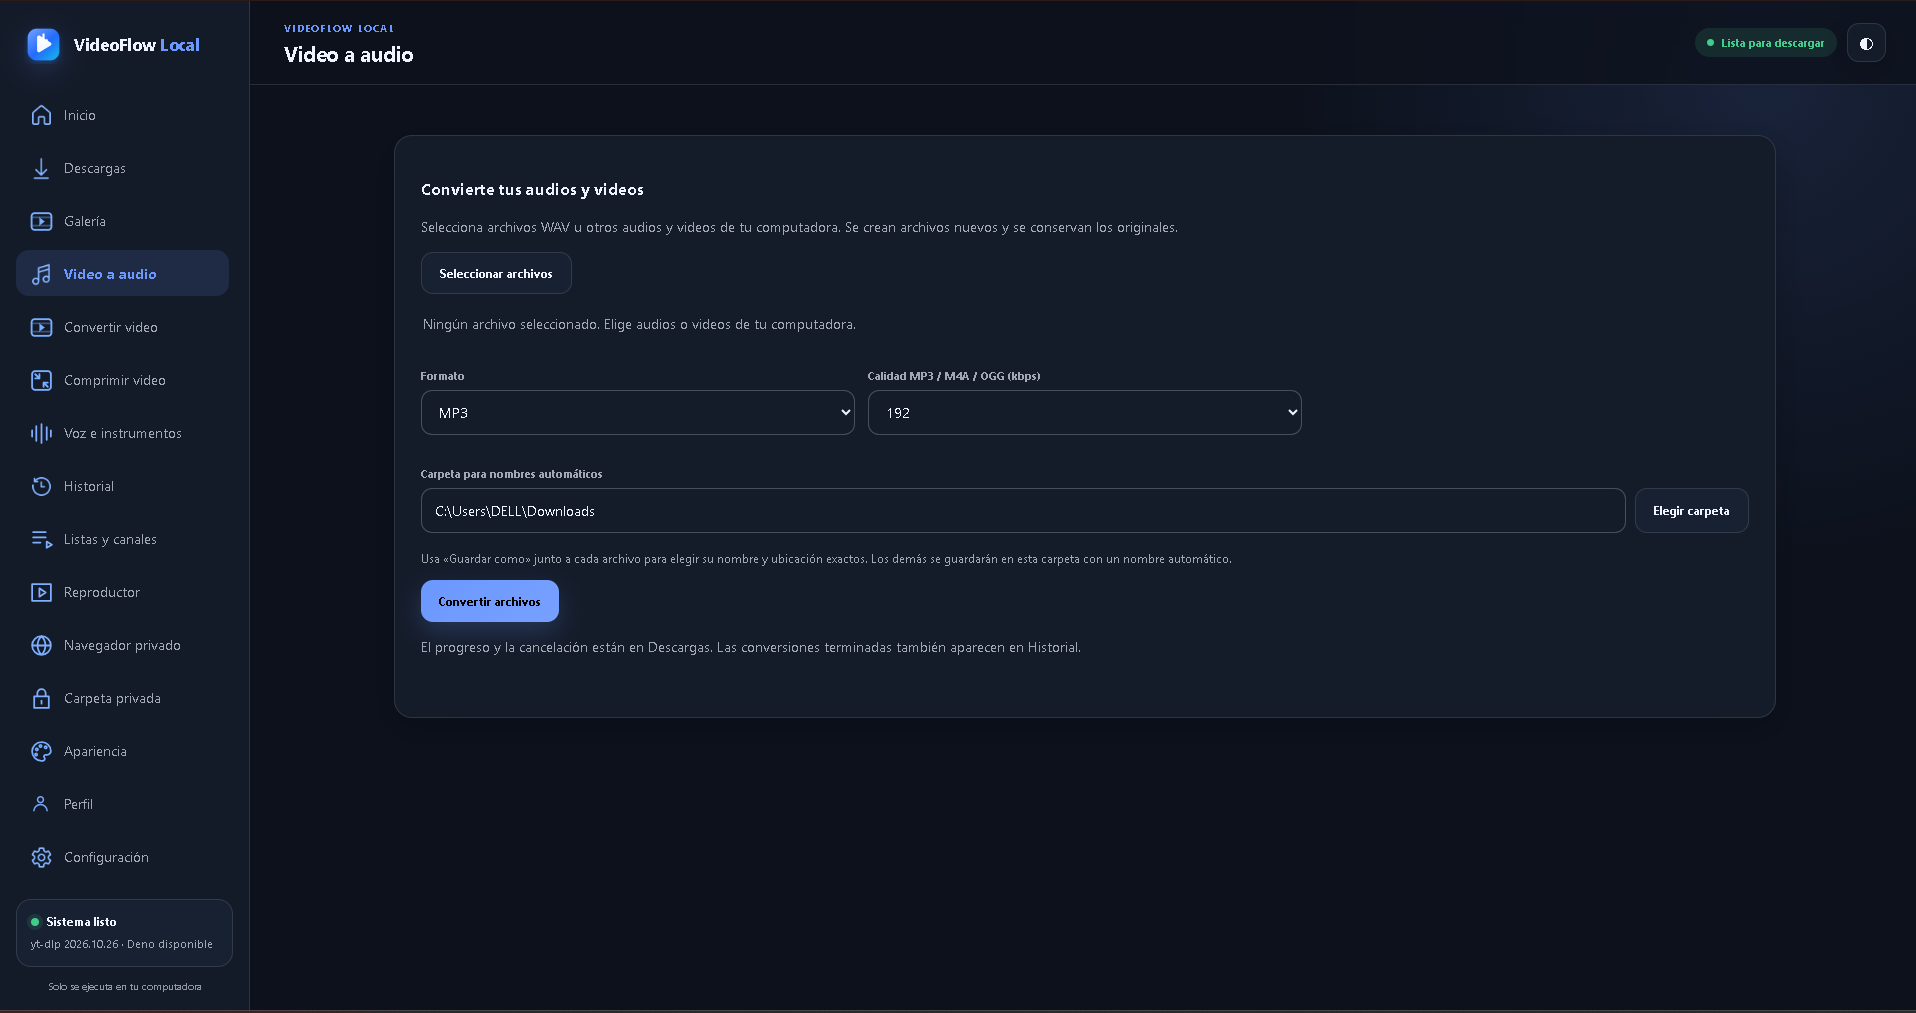 VideoFlow Local
Inicio
Descargas
Galería
Video a audio
Convertir video
Comprimir video
Voz e instrumentos
Historial
Listas y canales
Reproductor
Navegador privado
Carpeta privada
Apariencia
Perfil
Configuración
Sistema listo
yt-dlp 2026.10.26 · Deno disponible
Solo se ejecuta en tu computadora
VIDEOFLOW LOCAL
Video a audio
Lista para descargar
Convierte tus audios y videos
Selecciona archivos WAV u otros audios y videos de tu computadora. Se crean archivos nuevos y se conservan los originales.
Seleccionar archivos
Ningún archivo seleccionado. Elige audios o videos de tu computadora.
Formato
Calidad MP3 / M4A / OGG (kbps)
MP3
192
Carpeta para nombres automáticos
C:\Users\DELL\Downloads
Elegir carpeta
Usa «Guardar como» junto a cada archivo para elegir su nombre y ubicación exactos. Los demás se guardarán en esta carpeta con un nombre automático.
Convertir archivos
El progreso y la cancelación están en Descargas. Las conversiones terminadas también aparecen en Historial.